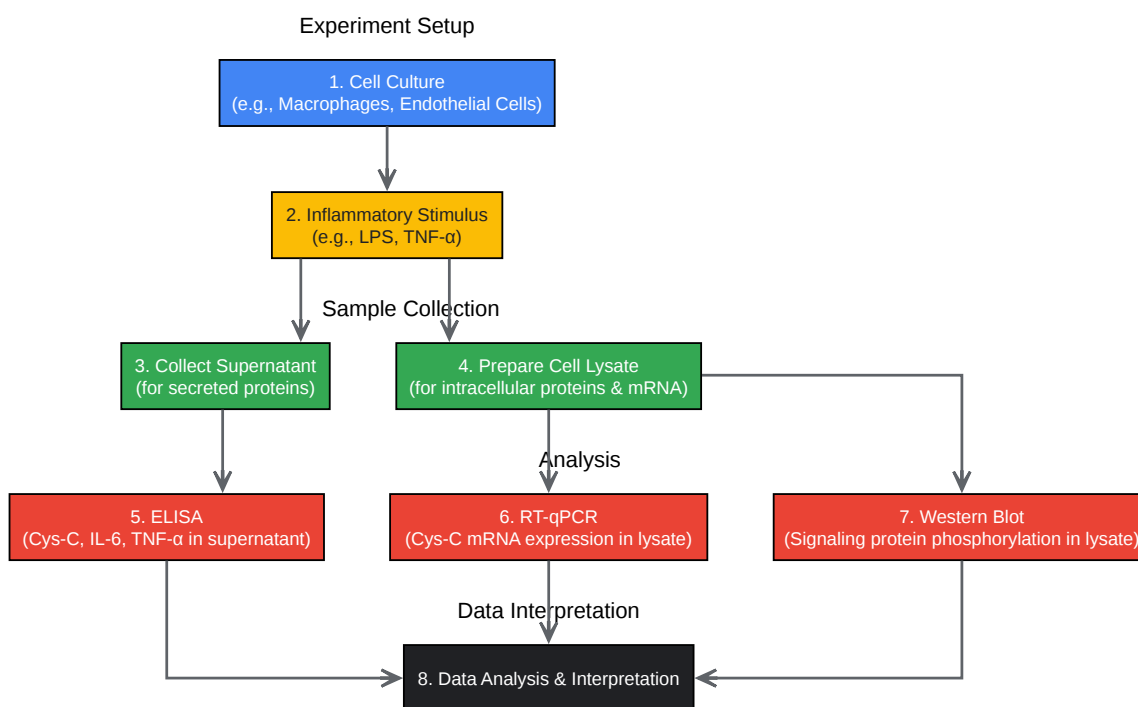 Experiment Setup
1. Cell Culture
(e.g., Macrophages, Endothelial Cells)
2. Inflammatory Stimulus
(e.g., LPS, TNF-α)
Sample Collection
3. Collect Supernatant
(for secreted proteins)
4. Prepare Cell Lysate
(for intracellular proteins & mRNA)
Analysis
5. ELISA
(Cys-C, IL-6, TNF-α in supernatant)
6. RT-qPCR
(Cys-C mRNA expression in lysate)
7. Western Blot
(Signaling protein phosphorylation in lysate)
Data Interpretation
8. Data Analysis & Interpretation